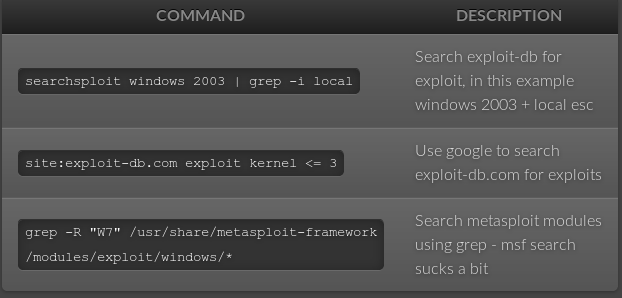 COMMAND DESCRIPTION
searchsploit windows 2003 | grep -i local
Search exploit-db for
exploit, in this example
windows 2003 + local esc
site:exploit-db.com exploit kernel <= 3
Use google to search
exploit-db.com for exploits
grep -R "W7" /usr/share/metasploit-framework
/modules/exploit/windows/*
Search metasploit modules
using grep - msf search
sucks a bit